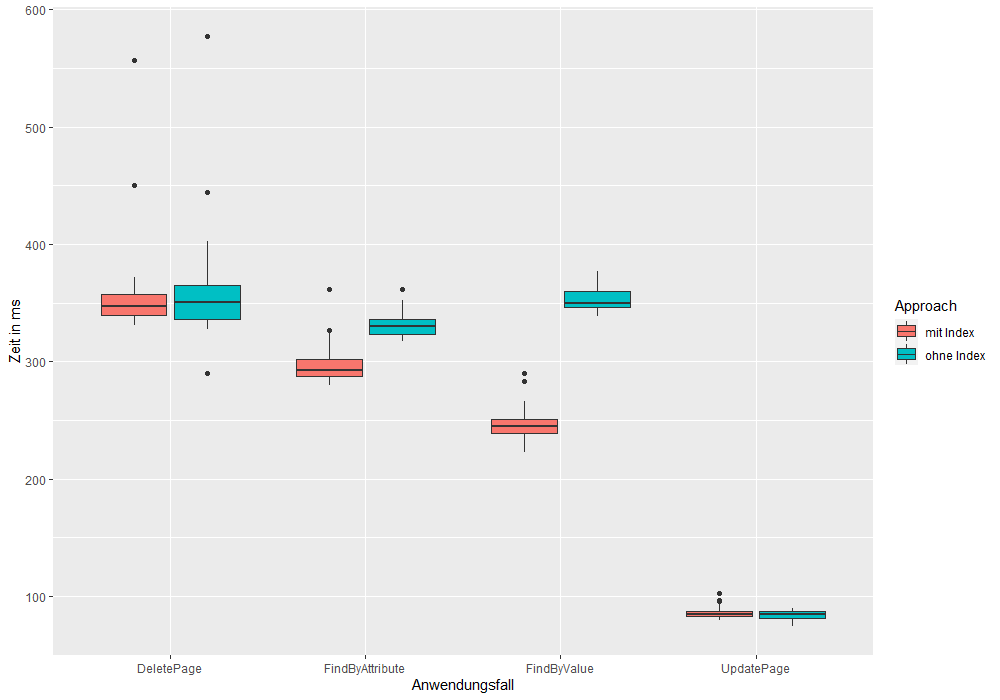 600
500
400
300
200
100
Zeit in ms
DeletePage
FindByAttribute
FindByValue
UpdatePage
Anwendungsfall
Approach
mit Index
ohne Index